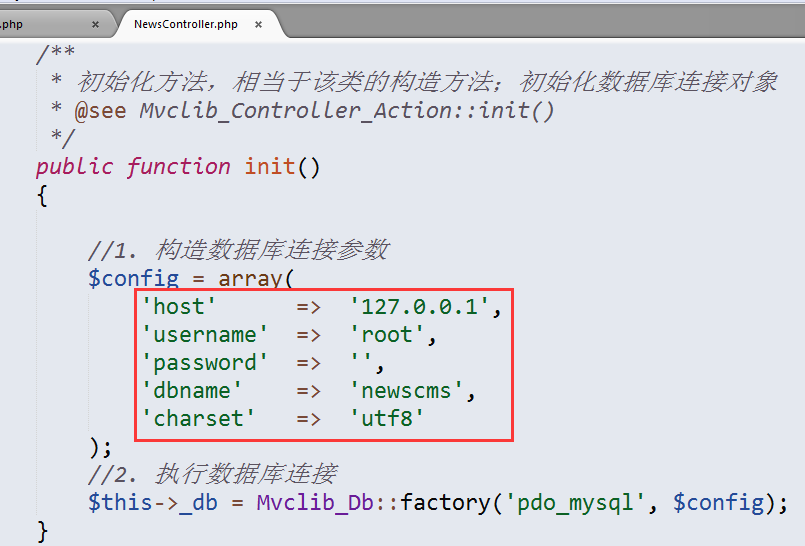 .php × NewsController.php ×
/**
 * 初始化方法，相当于该类的构造方法；初始化数据库连接对象
 * @see Mvclib_Controller_Action::init()
 */
public function init()
{
//1. 构造数据库连接参数
$config = array(
'host' => '127.0.0.1',
'username' => 'root',
'password' => '',
'dbname' => 'newscms',
'charset' => 'utf8'
);
//2. 执行数据库连接
$this->_db = Mvclib_Db::factory('pdo_mysql', $config);
}